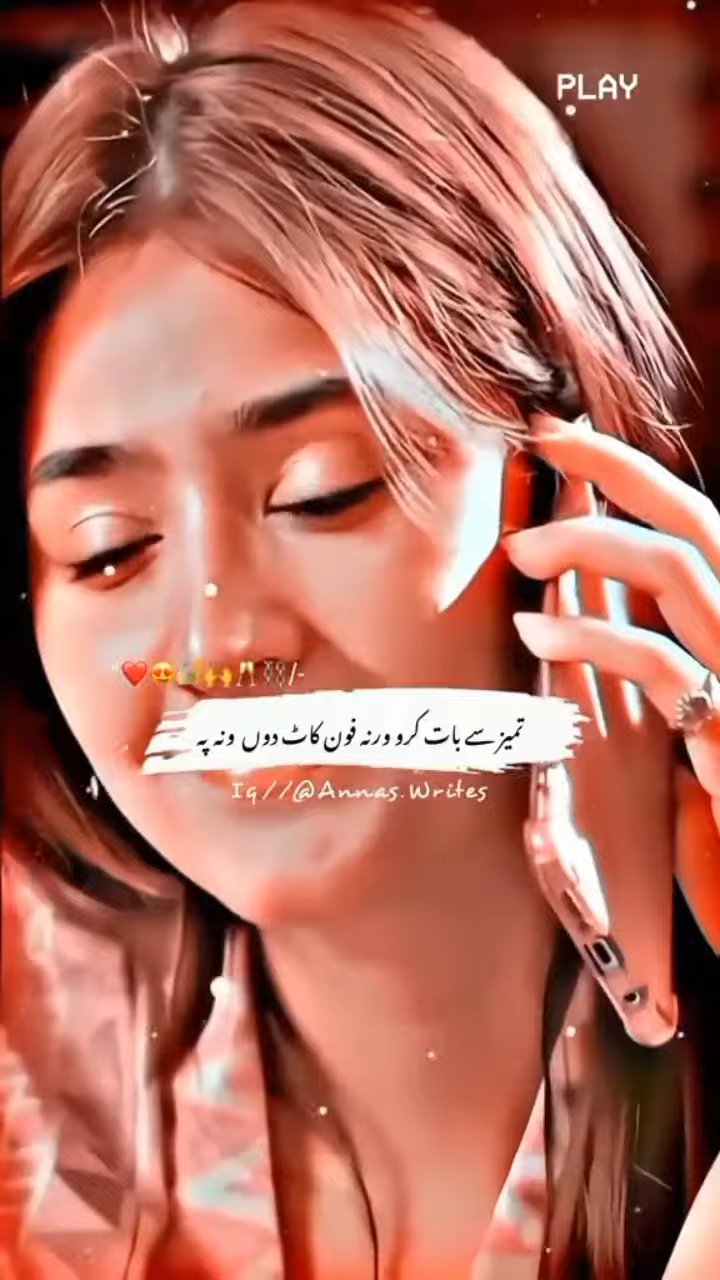 PLAY
"❤️😍🙌🥂⛓️/-
تمیز سے بات کرو ورنہ فون کاٹ دوں ونہ پہ
Ig//@Annas.Writes